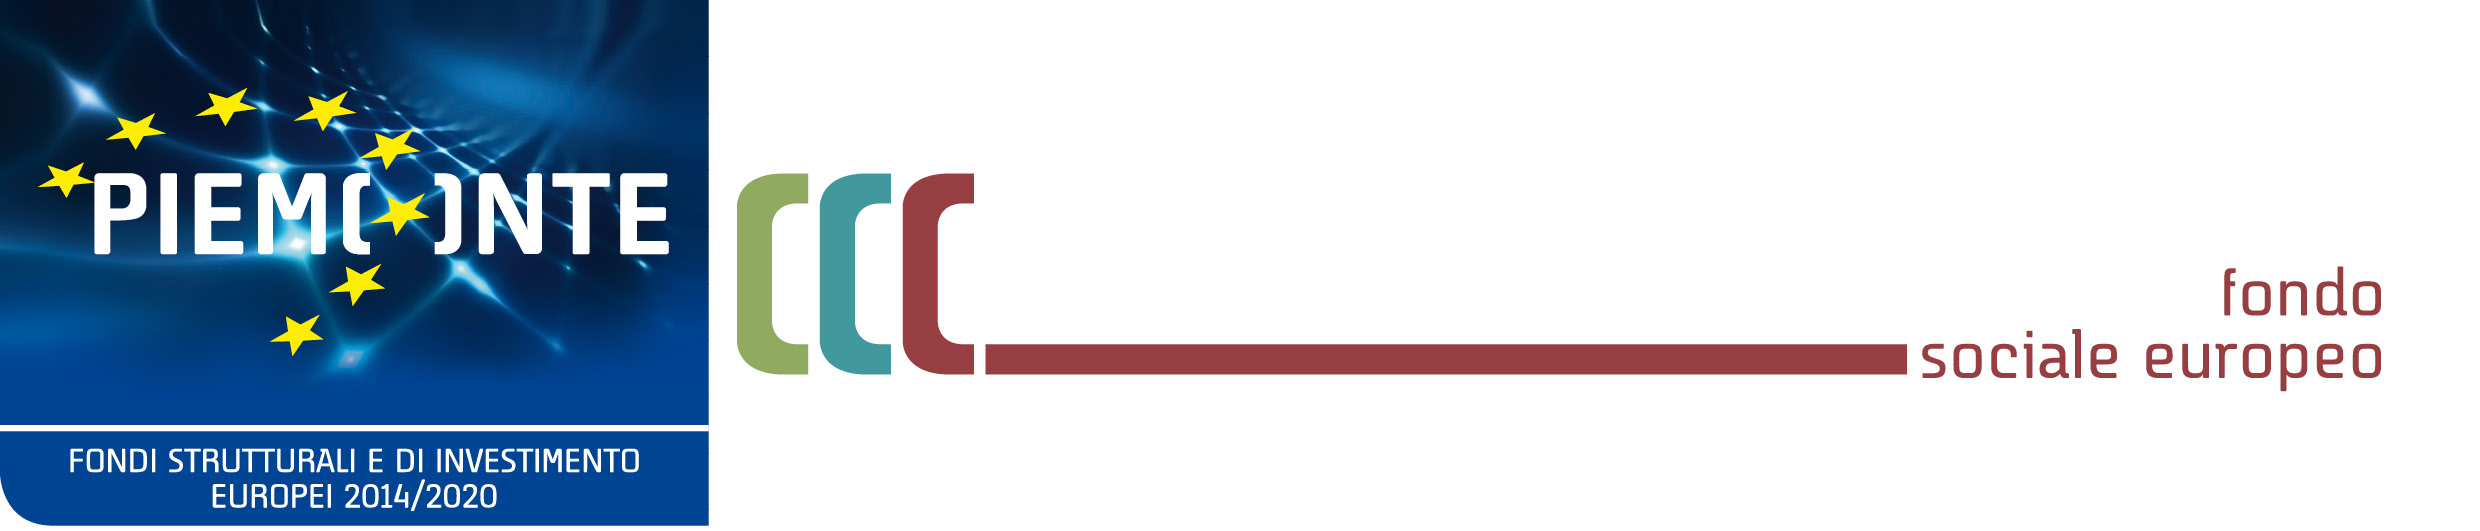 PIEMONTE
FONDI STRUTTURALI E DI INVESTIMENTO
EUROPEI 2014/2020
fondo
sociale europeo